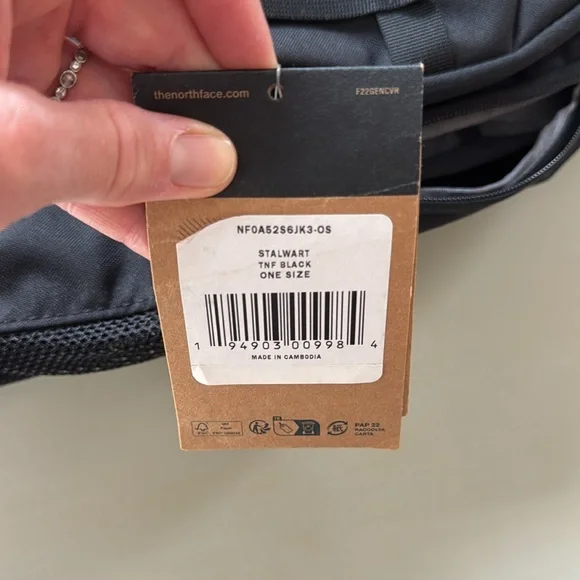 thenorthface.com
F22GENCVR
NF0A52S6JK3-OS
STALWART
TNF BLACK
ONE SIZE
1 94903 00998 4
MADE IN CAMBODIA
PAP 22
RACCOLTA
CARTA